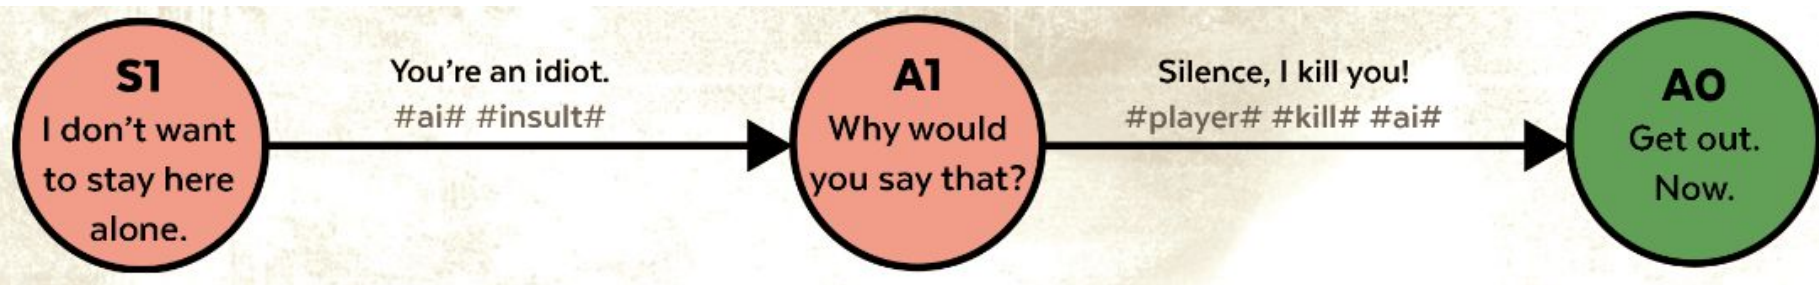 S1
I don't want
to stay here
alone.
You're an idiot.
#ai# #insult#
A1
Why would
you say that?
Silence, I kill you!
#player# #kill# #ai#
A0
Get out.
Now.